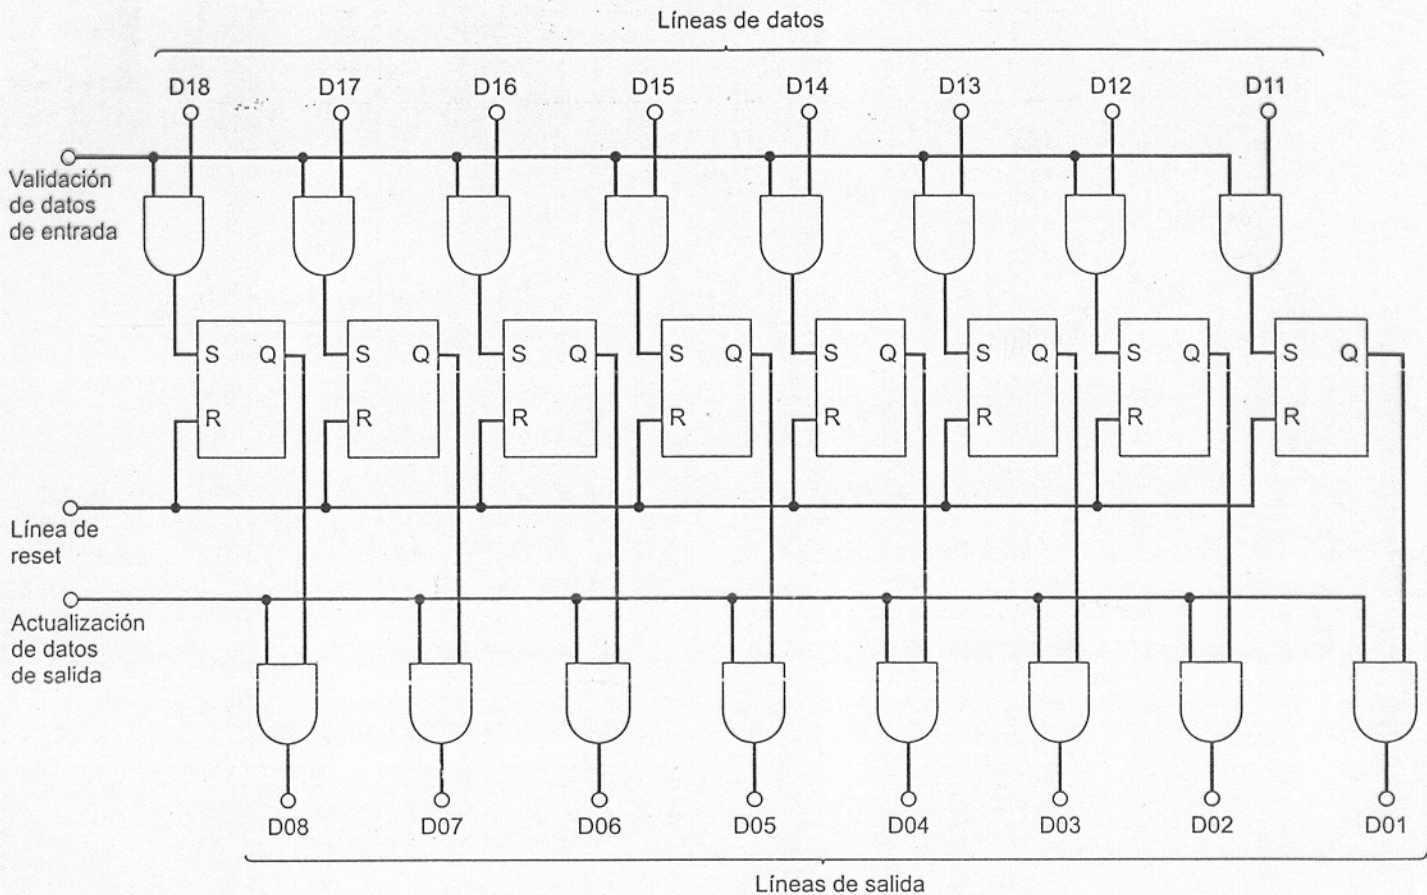 Líneas de datos
D18 D17 D16 D15 D14 D13 D12 D11
Validación
de datos
de entrada
S Q S Q S Q S Q S Q S Q S Q S Q
R R R R R R R R
Línea de
reset
Actualización
de datos
de salida
D08 D07 D06 D05 D04 D03 D02 D01
Líneas de salida